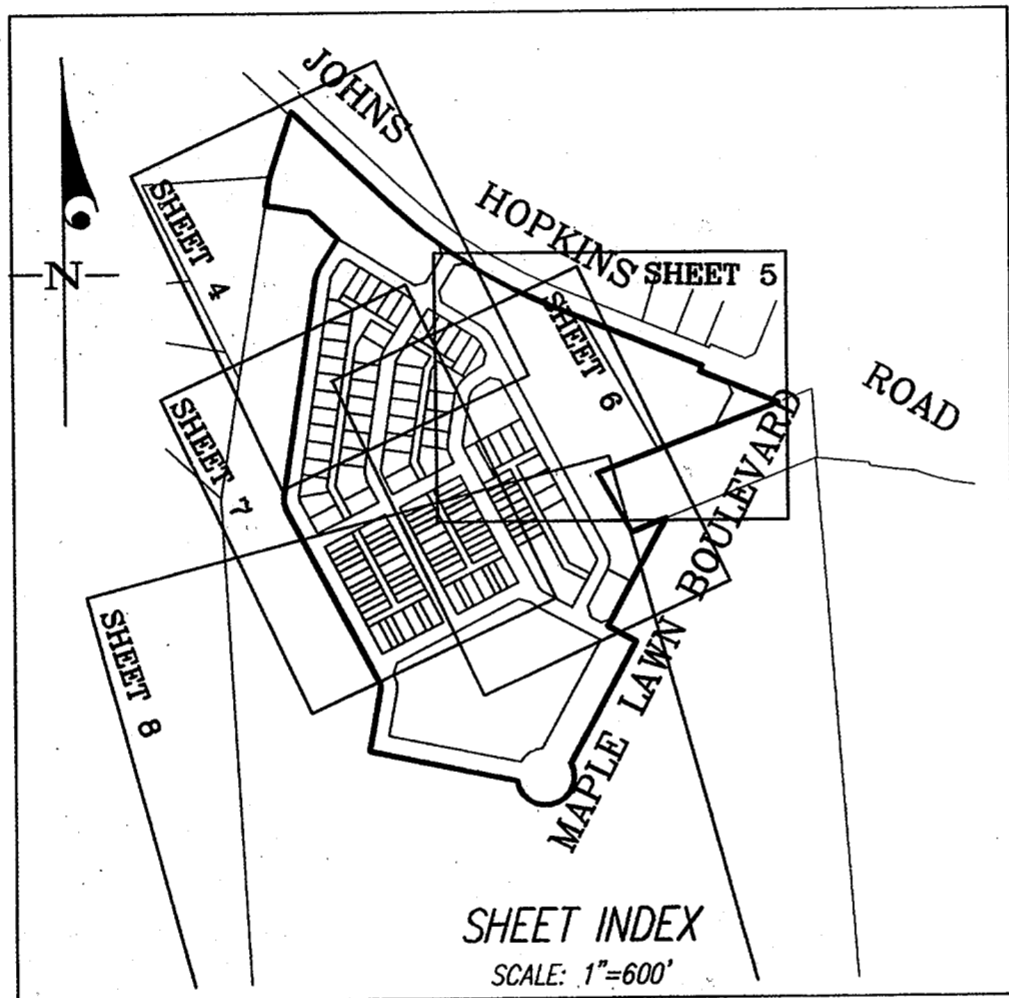 JOHNS
HOPKINS
ROAD
SHEET 4
SHEET 5
SHEET 6
N
SHEET 7
SHEET 8
MAPLE LAWN BOULEVARD
SHEET INDEX
SCALE: 1"=600'